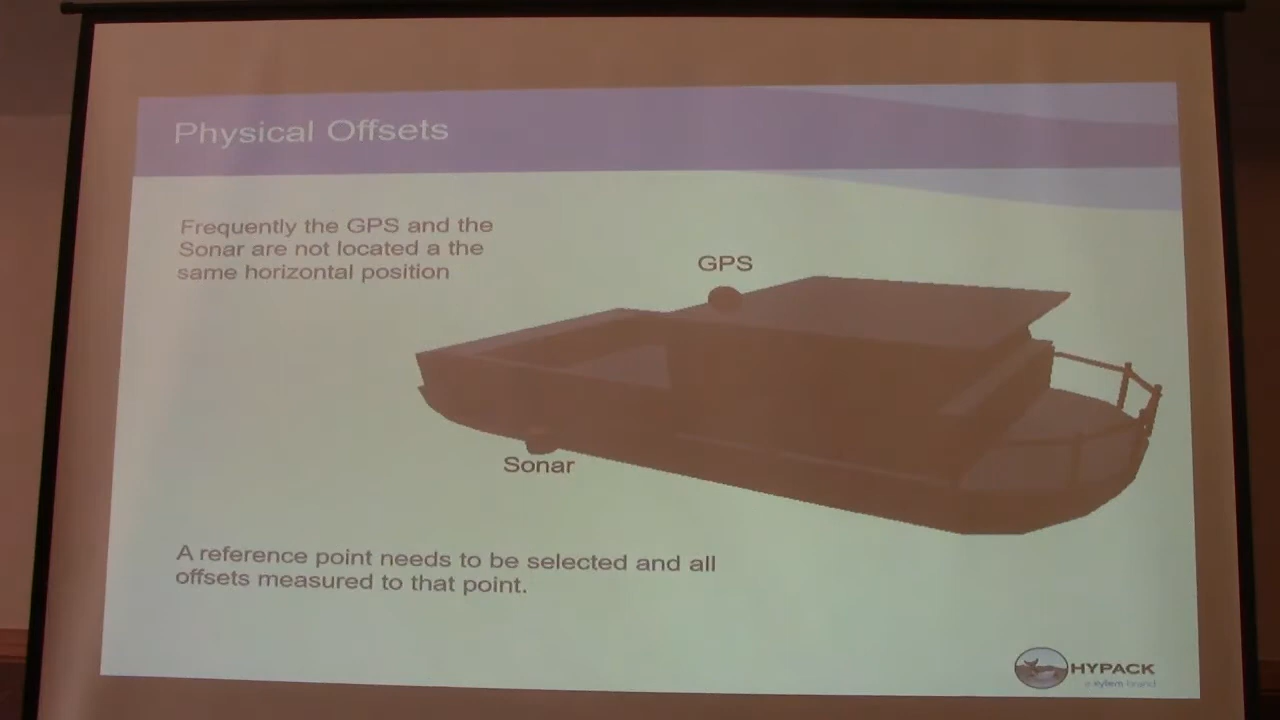 Physical Offsets
Frequently the GPS and the
Sonar are not located a the
same horizontal position
GPS
Sonar
A reference point needs to be selected and all
offsets measured to that point.
HYPACK
a xylem brand